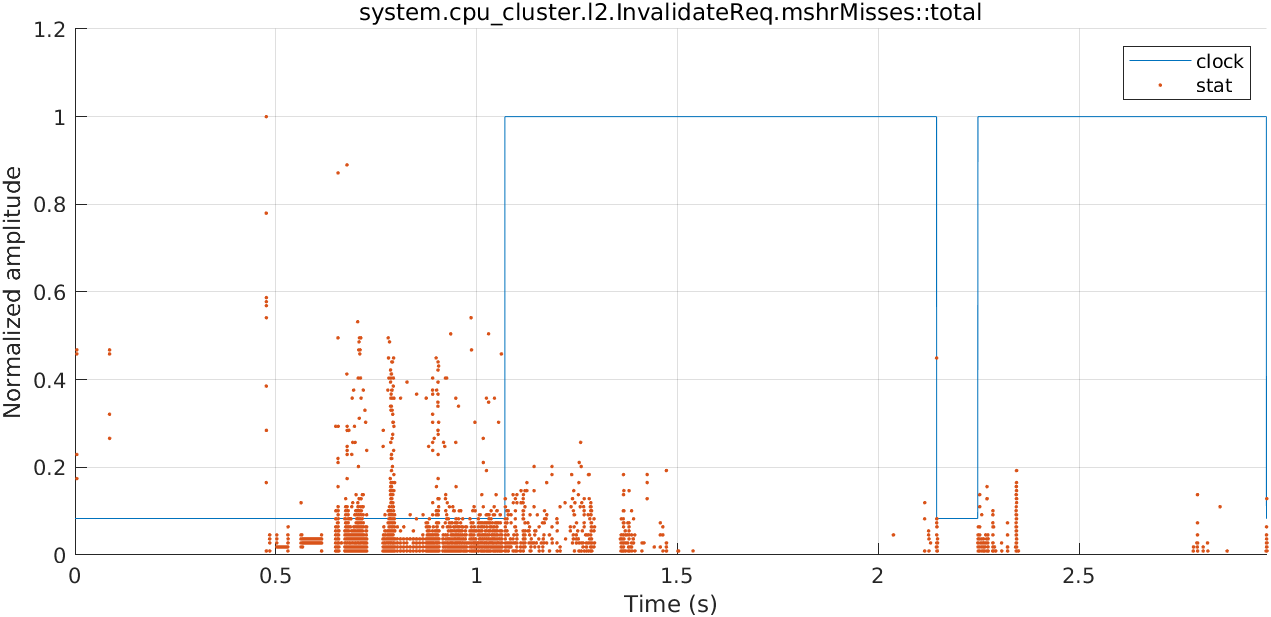 system.cpu_cluster.l2.InvalidateReq.mshrMisses::total
1.2
1
0.8
0.6
0.4
0.2
0
Normalized amplitude
clock
stat
0 0.5 1 1.5 2 2.5
Time (s)